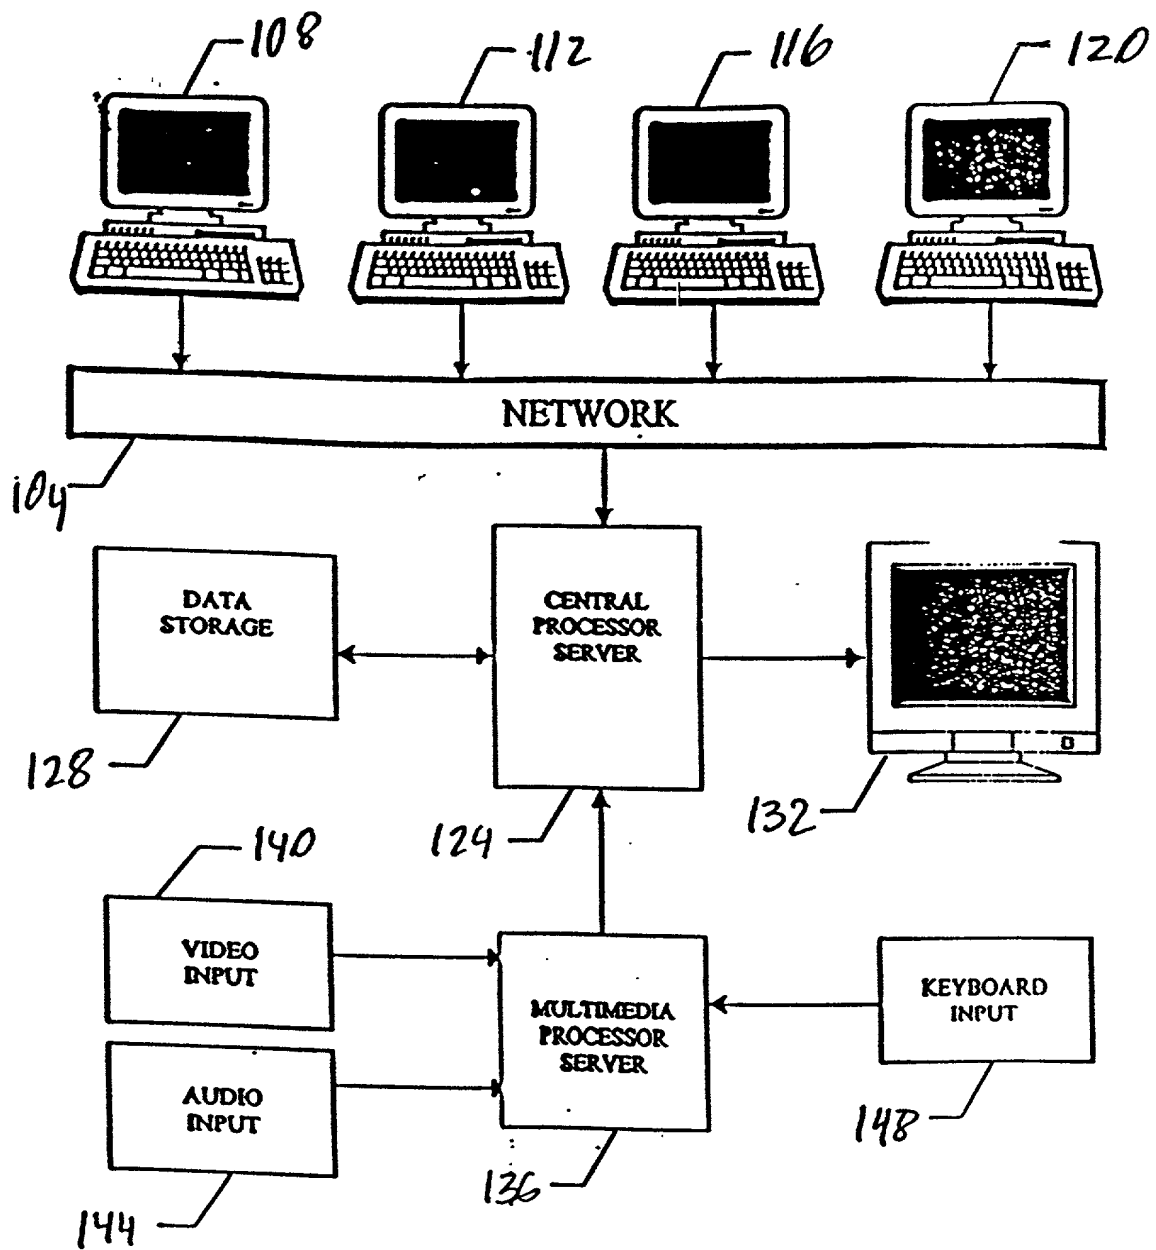 108
112
116
120
NETWORK
104
DATA
STORAGE
CENTRAL
PROCESSOR
SERVER
128
124
132
140
VIDEO
INPUT
MULTIMEDIA
PROCESSOR
SERVER
KEYBOARD
INPUT
AUDIO
INPUT
148
136
144